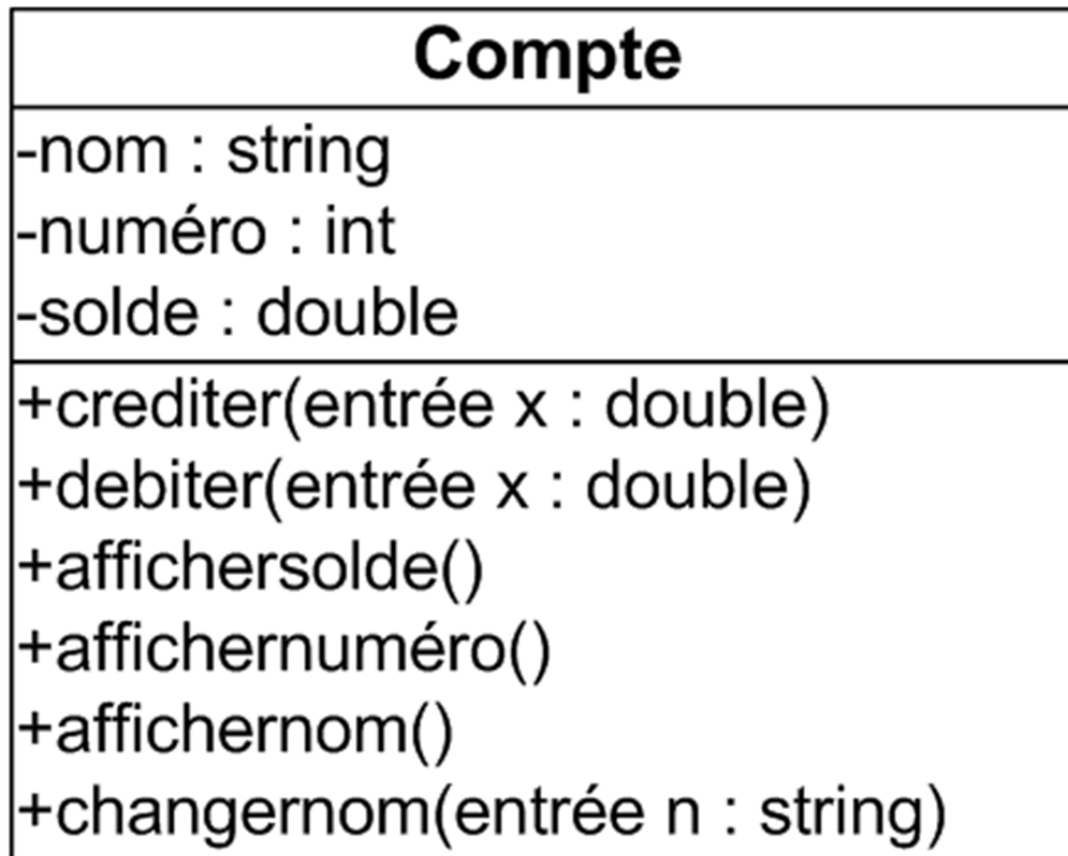 Compte
-nom : string
-numéro : int
-solde : double
+crediter(entrée x : double)
+debiter(entrée x : double)
+affichersolde()
+affichernuméro()
+affichernom()
+changernom(entrée n : string)